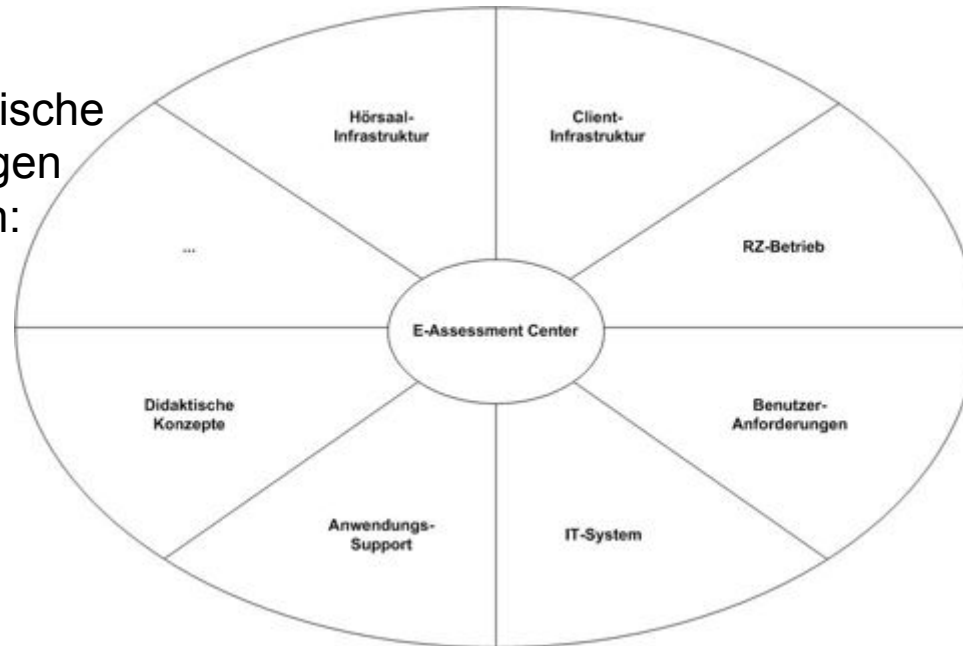 ische
gen
n:
Hörsaal-
Infrastruktur
Client-
Infrastruktur
...
RZ-Betrieb
E-Assessment Center
Didaktische
Konzepte
Benutzer-
Anforderungen
Anwendungs-
Support
IT-System